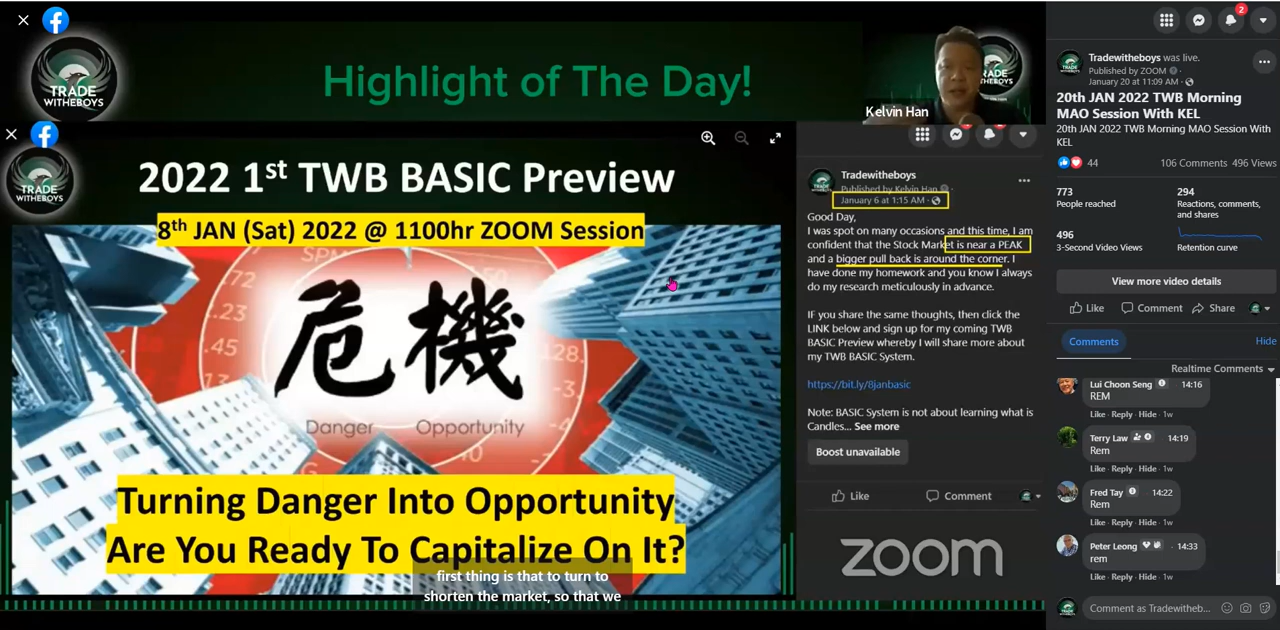 TRADE
WITHEBOYS
Highlight of The Day!
TRADE
WITHEBOYS
Kelvin Han
TRADE
WITHEBOYS
2022 1st TWB BASIC Preview
8th JAN (Sat) 2022 @ 1100hr ZOOM Session
危機
Danger Opportunity
Turning Danger Into Opportunity
Are You Ready To Capitalize On It?
first thing is that to turn to
shorten the market, so that we
Tradewitheboys
Published by Kelvin Han
January 6 at 1:15 AM ·
Good Day,
I was spot on many occasions and this time, I am
confident that the Stock Market is near a PEAK
and a bigger pull back is around the corner. I
have done my homework and you know I always
do my research meticulously in advance.
IF you share the same thoughts, then click the
LINK below and sign up for my coming TWB
BASIC Preview whereby I will share more about
my TWB BASIC System.
https://bit.ly/8janbasic
Note: BASIC System is not about learning what is
Candles... See more
Boost unavailable
Like Comment
zoom
2
Tradewitheboys was live.
Published by ZOOM ·
January 20 at 11:09 AM ·
20th JAN 2022 TWB Morning
MAO Session With KEL
20th JAN 2022 TWB Morning MAO Session With
KEL
44 106 Comments 496 Views
773
People reached
294
Reactions, comments,
and shares
496
3-Second Video Views
Retention curve
View more video details
Like Comment Share
Comments Hide
Realtime Comments
Lui Choon Seng 14:16
REM
Like · Reply · Hide · 1w
Terry Law 14:19
Rem
Like · Reply · Hide · 1w
Fred Tay 14:22
Rem
Like · Reply · Hide · 1w
Peter Leong · 14:33
rem
Like · Reply · Hide · 1w
Comment as Tradewitheb...